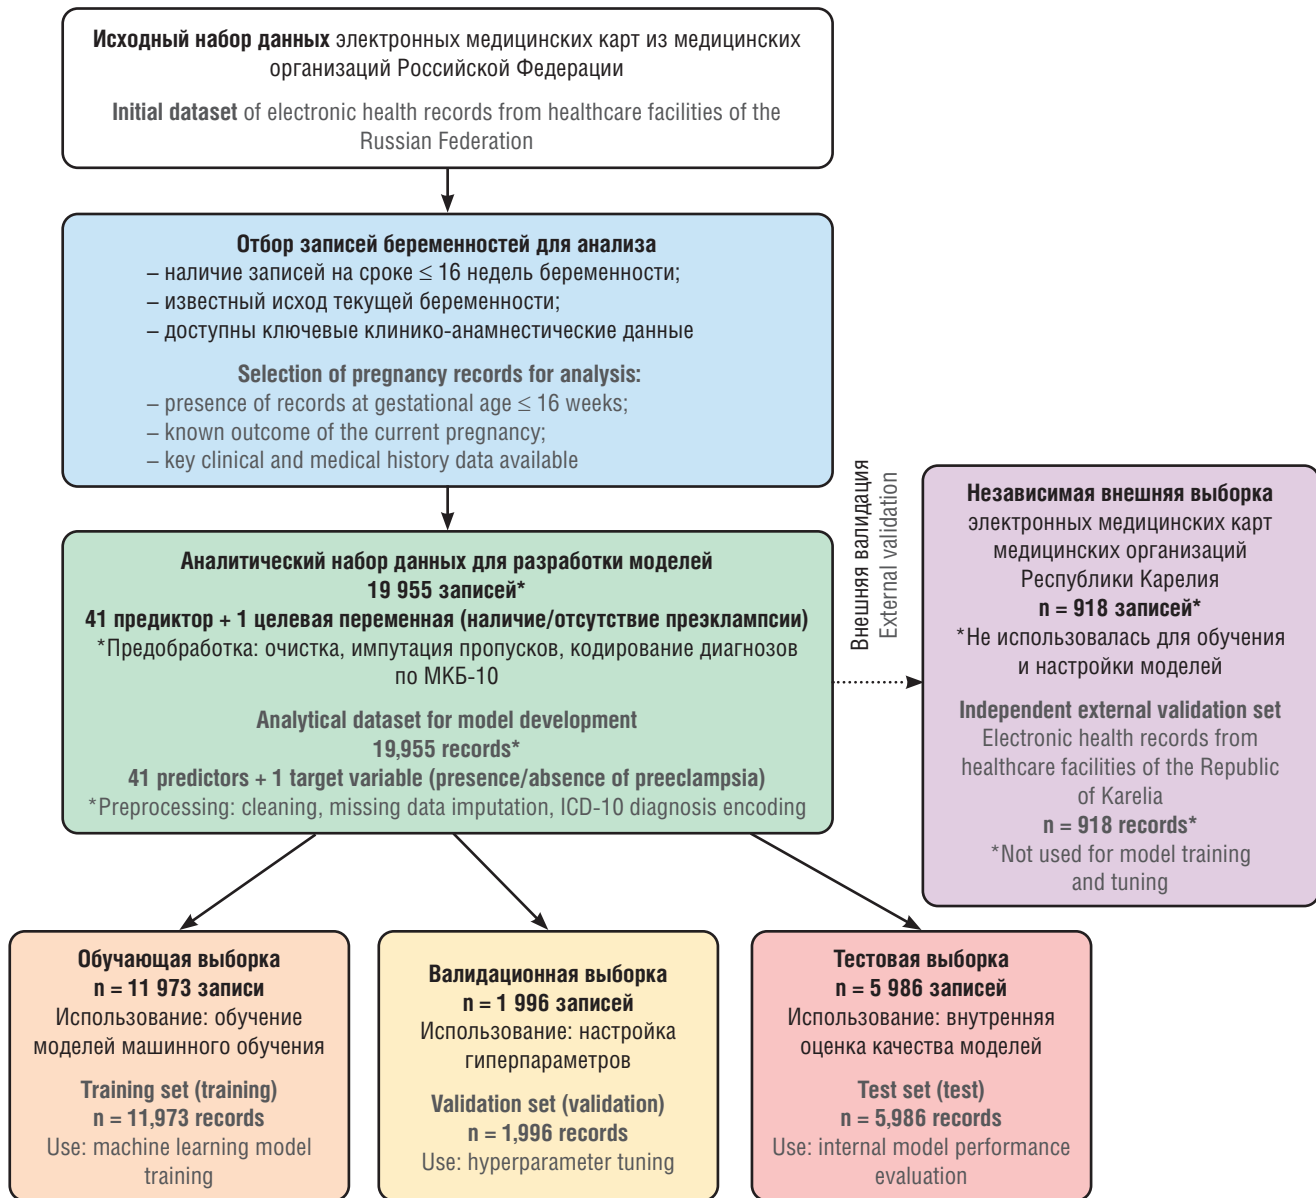 Исходный набор данных электронных медицинских карт из медицинских
организаций Российской Федерации
Initial dataset of electronic health records from healthcare facilities of the
Russian Federation
Отбор записей беременностей для анализа
– наличие записей на сроке ≤ 16 недель беременности;
– известный исход текущей беременности;
– доступны ключевые клинико-анамнестические данные
Selection of pregnancy records for analysis:
– presence of records at gestational age ≤ 16 weeks;
– known outcome of the current pregnancy;
– key clinical and medical history data available
Аналитический набор данных для разработки моделей
19 955 записей*
41 предиктор + 1 целевая переменная (наличие/отсутствие преэклампсии)
*Предобработка: очистка, импутация пропусков, кодирование диагнозов
по МКБ-10
Analytical dataset for model development
19,955 records*
41 predictors + 1 target variable (presence/absence of preeclampsia)
*Preprocessing: cleaning, missing data imputation, ICD-10 diagnosis encoding
Внешняя валидация
External validation
Независимая внешняя выборка
электронных медицинских карт
медицинских организаций
Республики Карелия
n = 918 записей*
*Не использовалась для обучения
и настройки моделей
Independent external validation set
Electronic health records from
healthcare facilities of the Republic
of Karelia
n = 918 records*
*Not used for model training
and tuning
Обучающая выборка
n = 11 973 записи
Использование: обучение
моделей машинного обучения
Training set (training)
n = 11,973 records
Use: machine learning model
training
Валидационная выборка
n = 1 996 записей
Использование: настройка
гиперпараметров
Validation set (validation)
n = 1,996 records
Use: hyperparameter tuning
Тестовая выборка
n = 5 986 записей
Использование: внутренняя
оценка качества моделей
Test set (test)
n = 5,986 records
Use: internal model performance
evaluation